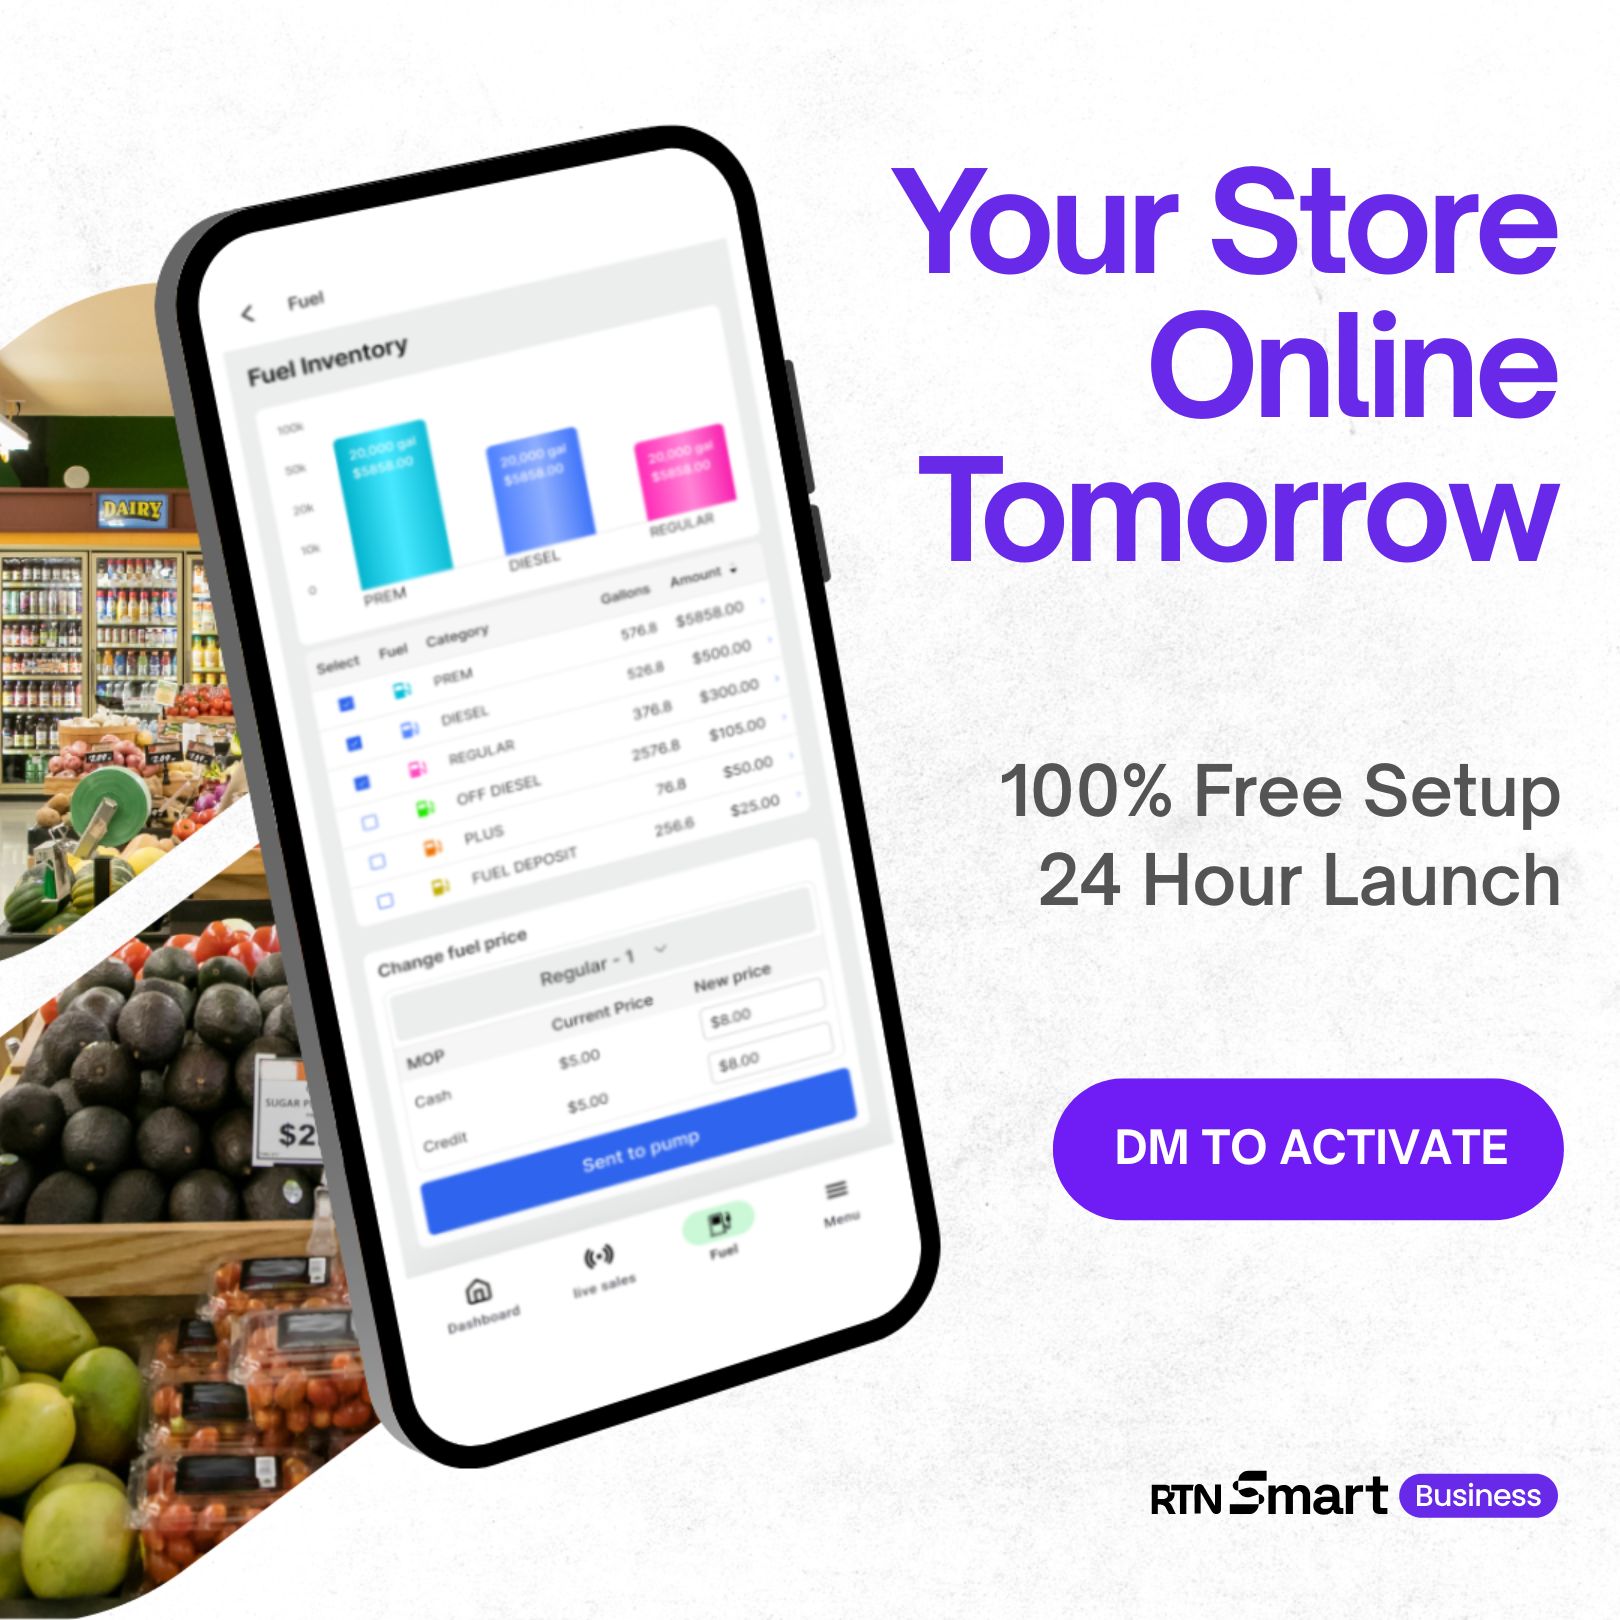 Your Store
Online
Tomorrow
100% Free Setup
24 Hour Launch
DM TO ACTIVATE
RTN Smart Business
Fuel
Fuel Inventory
100k
50k
20k
10k
0
20,000 gal
$5858.00
PREM
20,000 gal
$5858.00
DIESEL
20,000 gal
$5858.00
REGULAR
Select Fuel Category Gallons Amount
PREM 576.8 $5858.00
DIESEL 526.8 $500.00
REGULAR 376.8 $300.00
OFF DIESEL 2576.8 $105.00
PLUS 76.8 $50.00
FUEL DEPOSIT 256.6 $25.00
Change fuel price
Regular - 1
MOP Current Price New price
Cash $5.00 $8.00
Credit $5.00 $8.00
Sent to pump
Dashboard live sales Fuel Menu
DAIRY
SUGAR
$2